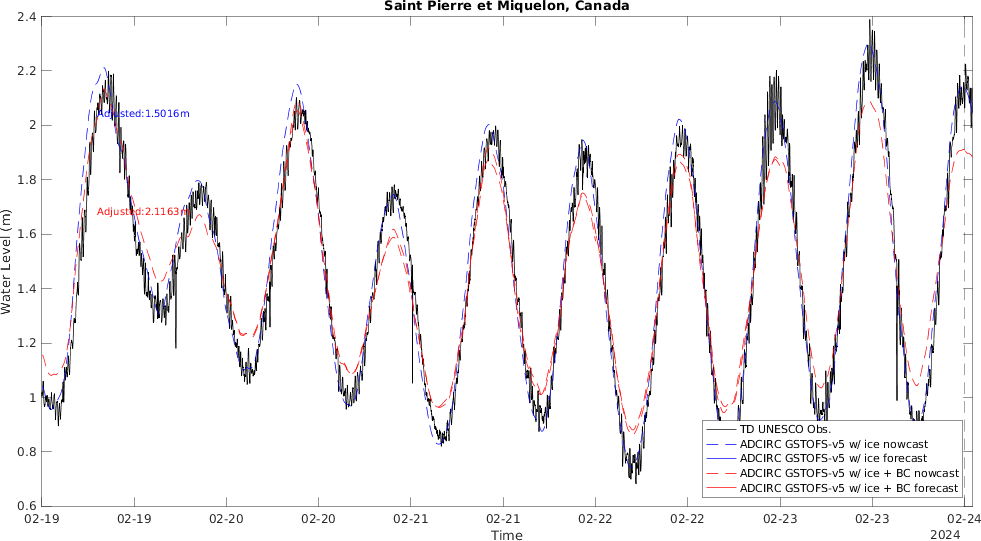 Saint Pierre et Miquelon, Canada
2.4
2.2
2
1.8
1.6
1.4
1.2
1
0.8
0.6
Water Level (m)
Adjusted:1.5016m
Adjusted:2.1163m
TD UNESCO Obs.
ADCIRC GSTOFS-v5 w/ ice nowcast
ADCIRC GSTOFS-v5 w/ ice forecast
ADCIRC GSTOFS-v5 w/ ice + BC nowcast
ADCIRC GSTOFS-v5 w/ ice + BC forecast
02-19 02-19 02-20 02-20 02-21 02-21 02-22 02-22 02-23 02-23 02-24
Time
2024